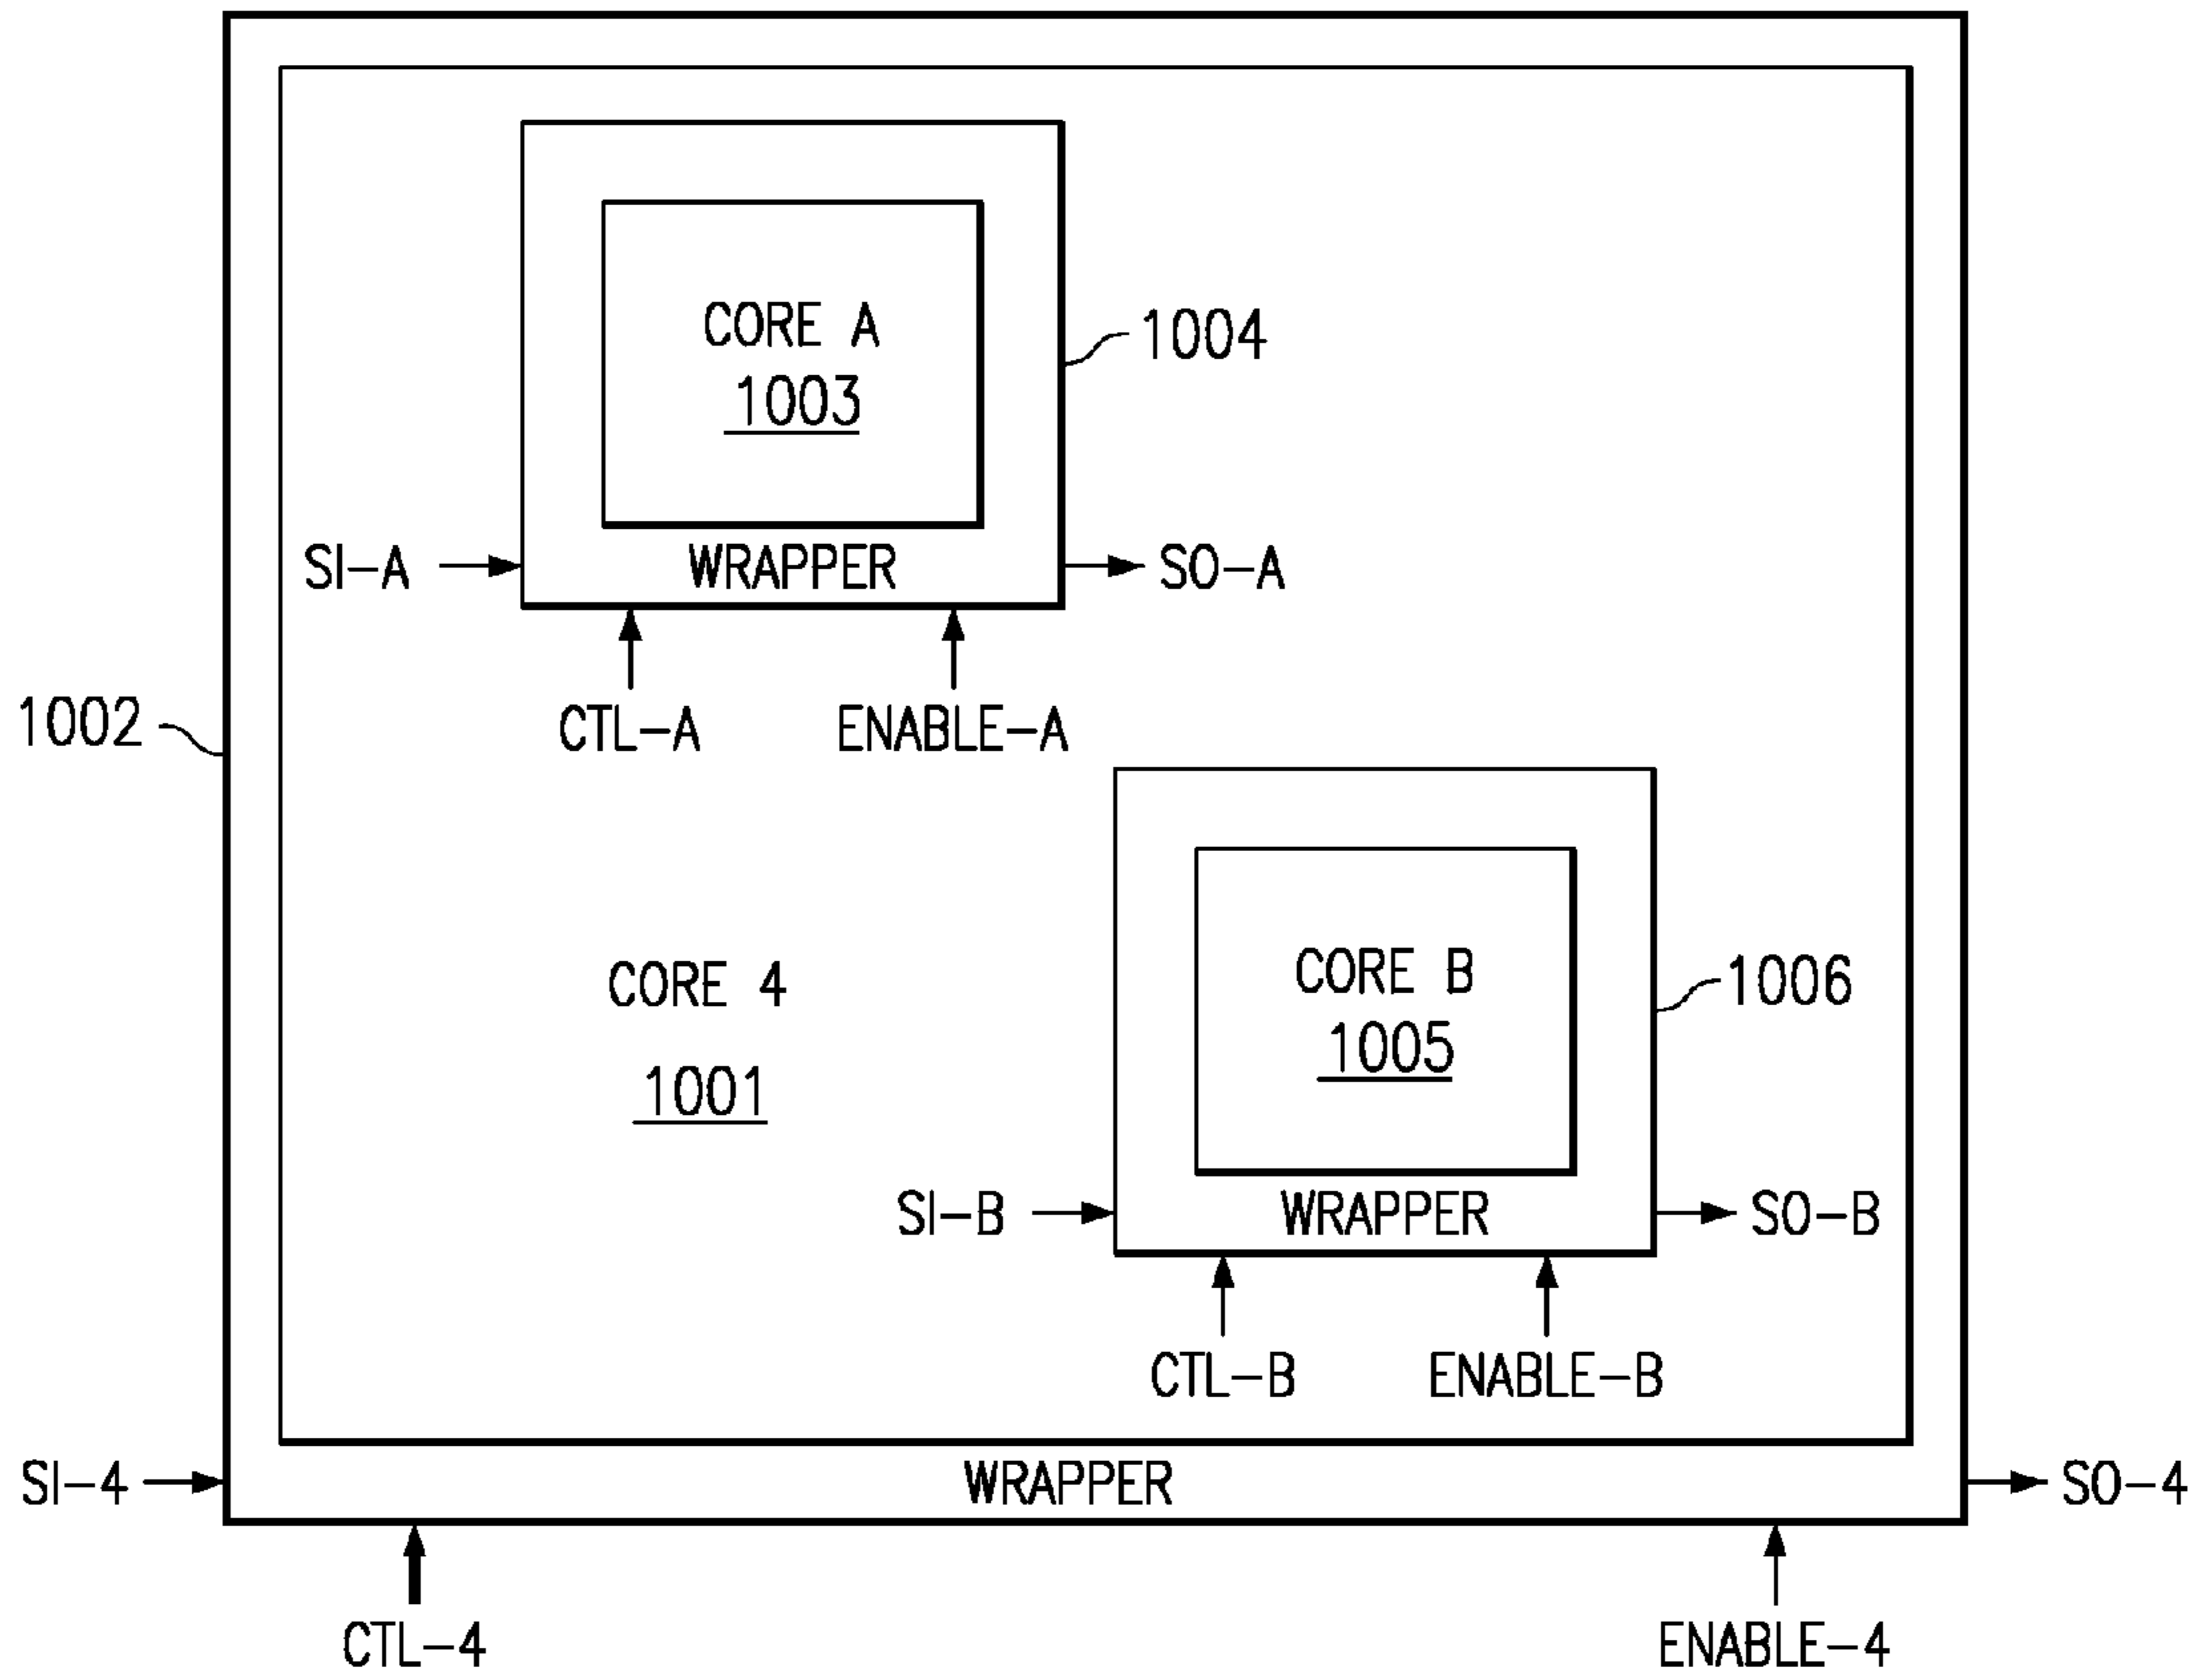 CORE A
1003
1004
SI-A
WRAPPER
SO-A
CTL-A
ENABLE-A
1002
CORE 4
1001
CORE B
1005
1006
SI-B
WRAPPER
SO-B
CTL-B
ENABLE-B
SI-4
WRAPPER
SO-4
CTL-4
ENABLE-4